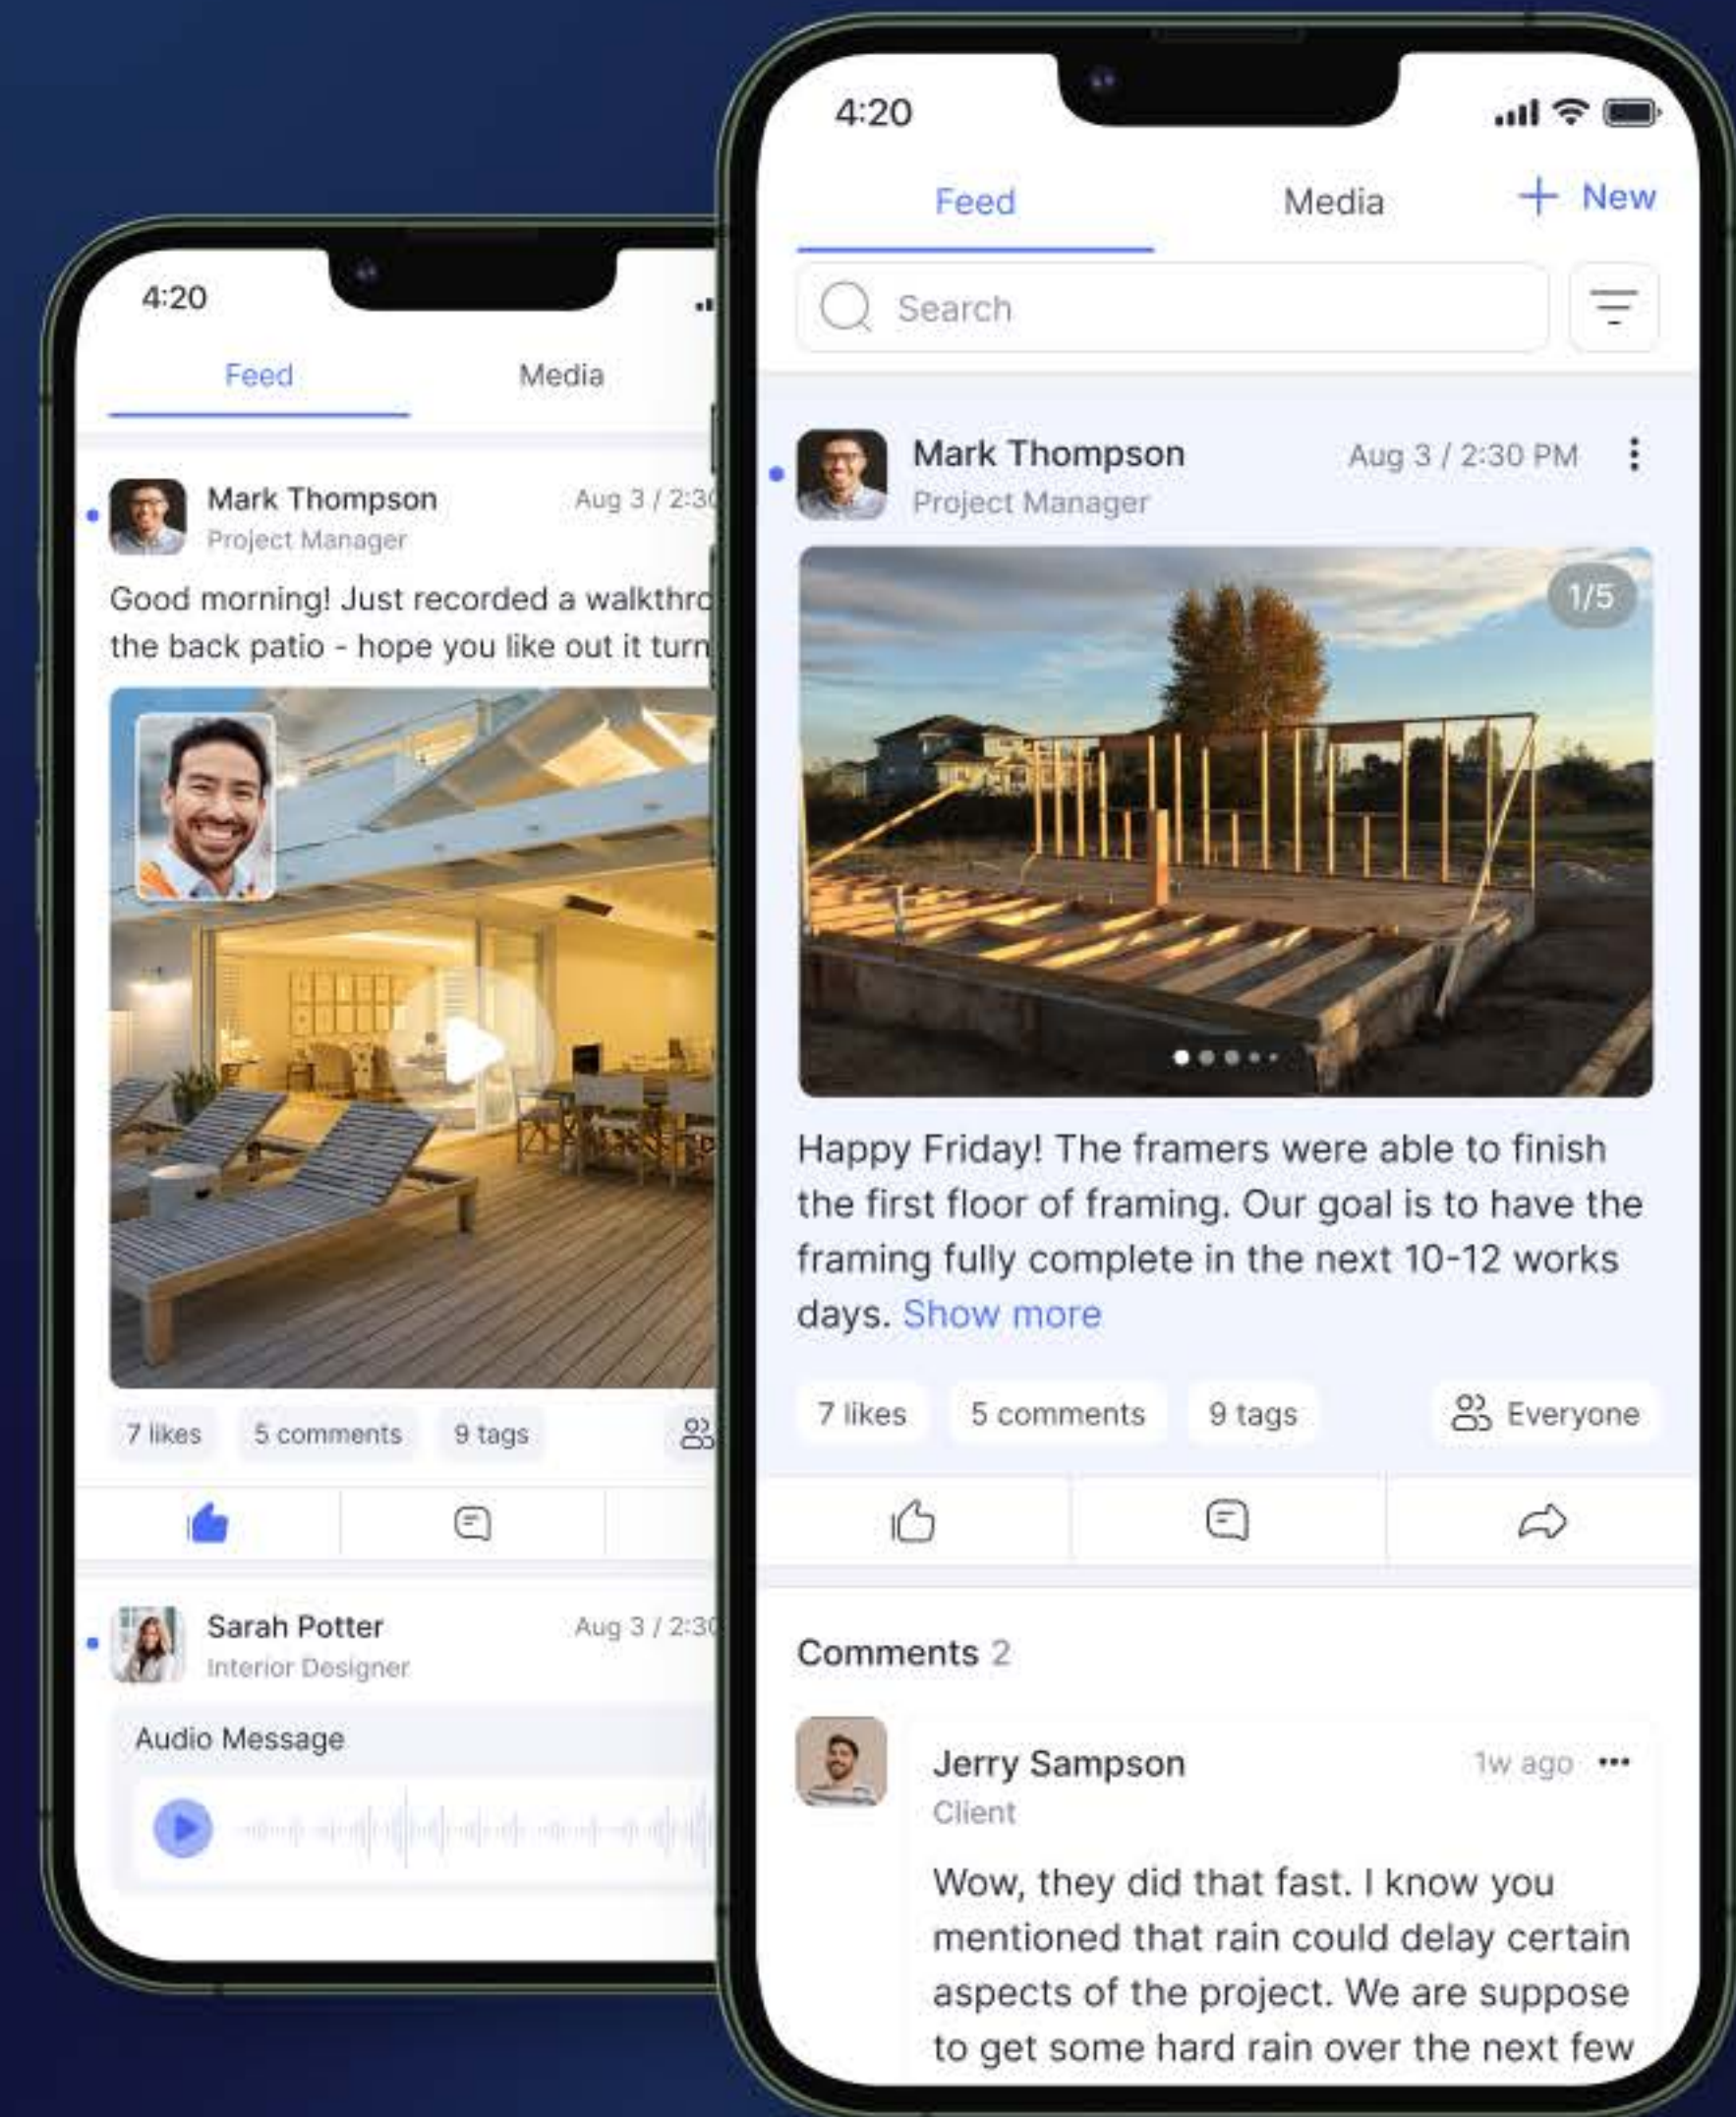 4:20
Feed
Media
Mark Thompson
Aug 3 / 2:30
Project Manager
Good morning! Just recorded a
the back patio - hope you like out it turn
7 likes
5 comments
9 tags
Sarah Potter
Aug 3 / 2:30
Interior Designer
Audio Message
4:20
Feed
Media
+ New
Search
Mark Thompson
Aug 3 / 2:30 PM
Project Manager
1/5
Happy Friday! The framers were able to finish
the first floor of framing. Our goal is to have the
framing fully complete in the next 10-12 works
days. Show more
7 likes
5 comments
9 tags
Everyone
Comments 2
Jerry Sampson
1w ago
Client
Wow, they did that fast. I know you
mentioned that rain could delay certain
aspects of the project. We are suppose
to get some hard rain over the next few